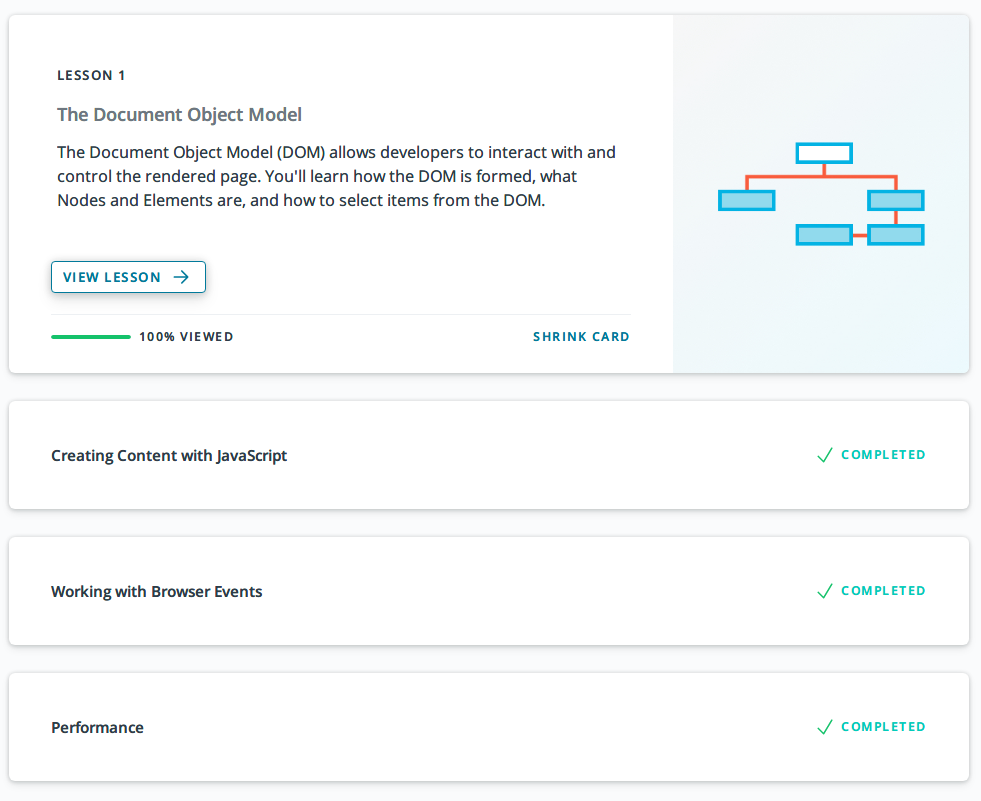 LESSON 1
The Document Object Model
The Document Object Model (DOM) allows developers to interact with and
control the rendered page. You'll learn how the DOM is formed, what
Nodes and Elements are, and how to select items from the DOM.
VIEW LESSON
100% VIEWED
SHRINK CARD
Creating Content with JavaScript
COMPLETED
Working with Browser Events
COMPLETED
Performance
COMPLETED